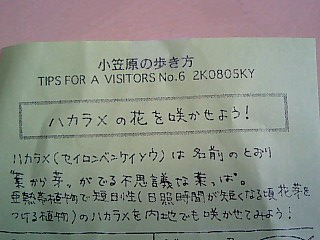 小笠原の歩き方
TIPS FOR A VISITORS No.6 2K0805KY
ハカラメの花を咲かせよう!
ハカラメ(セイロンベンケイソウ)は名前のとおり
"葉から芽"がでる不思議な葉っぱ。
亜熱帯植物で短日性(日照時間が短くなる頃花芽を
つける植物)のハカラメを内地でも咲かせてみよう!